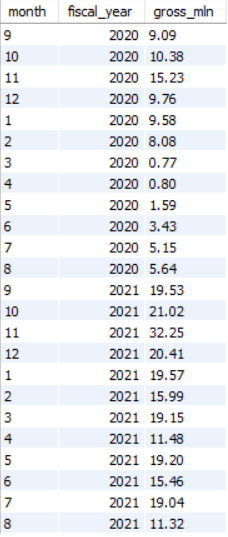 month fiscal_year gross_mln
9 2020 9.09
10 2020 10.38
11 2020 15.23
12 2020 9.76
1 2020 9.58
2 2020 8.08
3 2020 0.77
4 2020 0.80
5 2020 1.59
6 2020 3.43
7 2020 5.15
8 2020 5.64
9 2021 19.53
10 2021 21.02
11 2021 32.25
12 2021 20.41
1 2021 19.57
2 2021 15.99
3 2021 19.15
4 2021 11.48
5 2021 19.20
6 2021 15.46
7 2021 19.04
8 2021 11.32